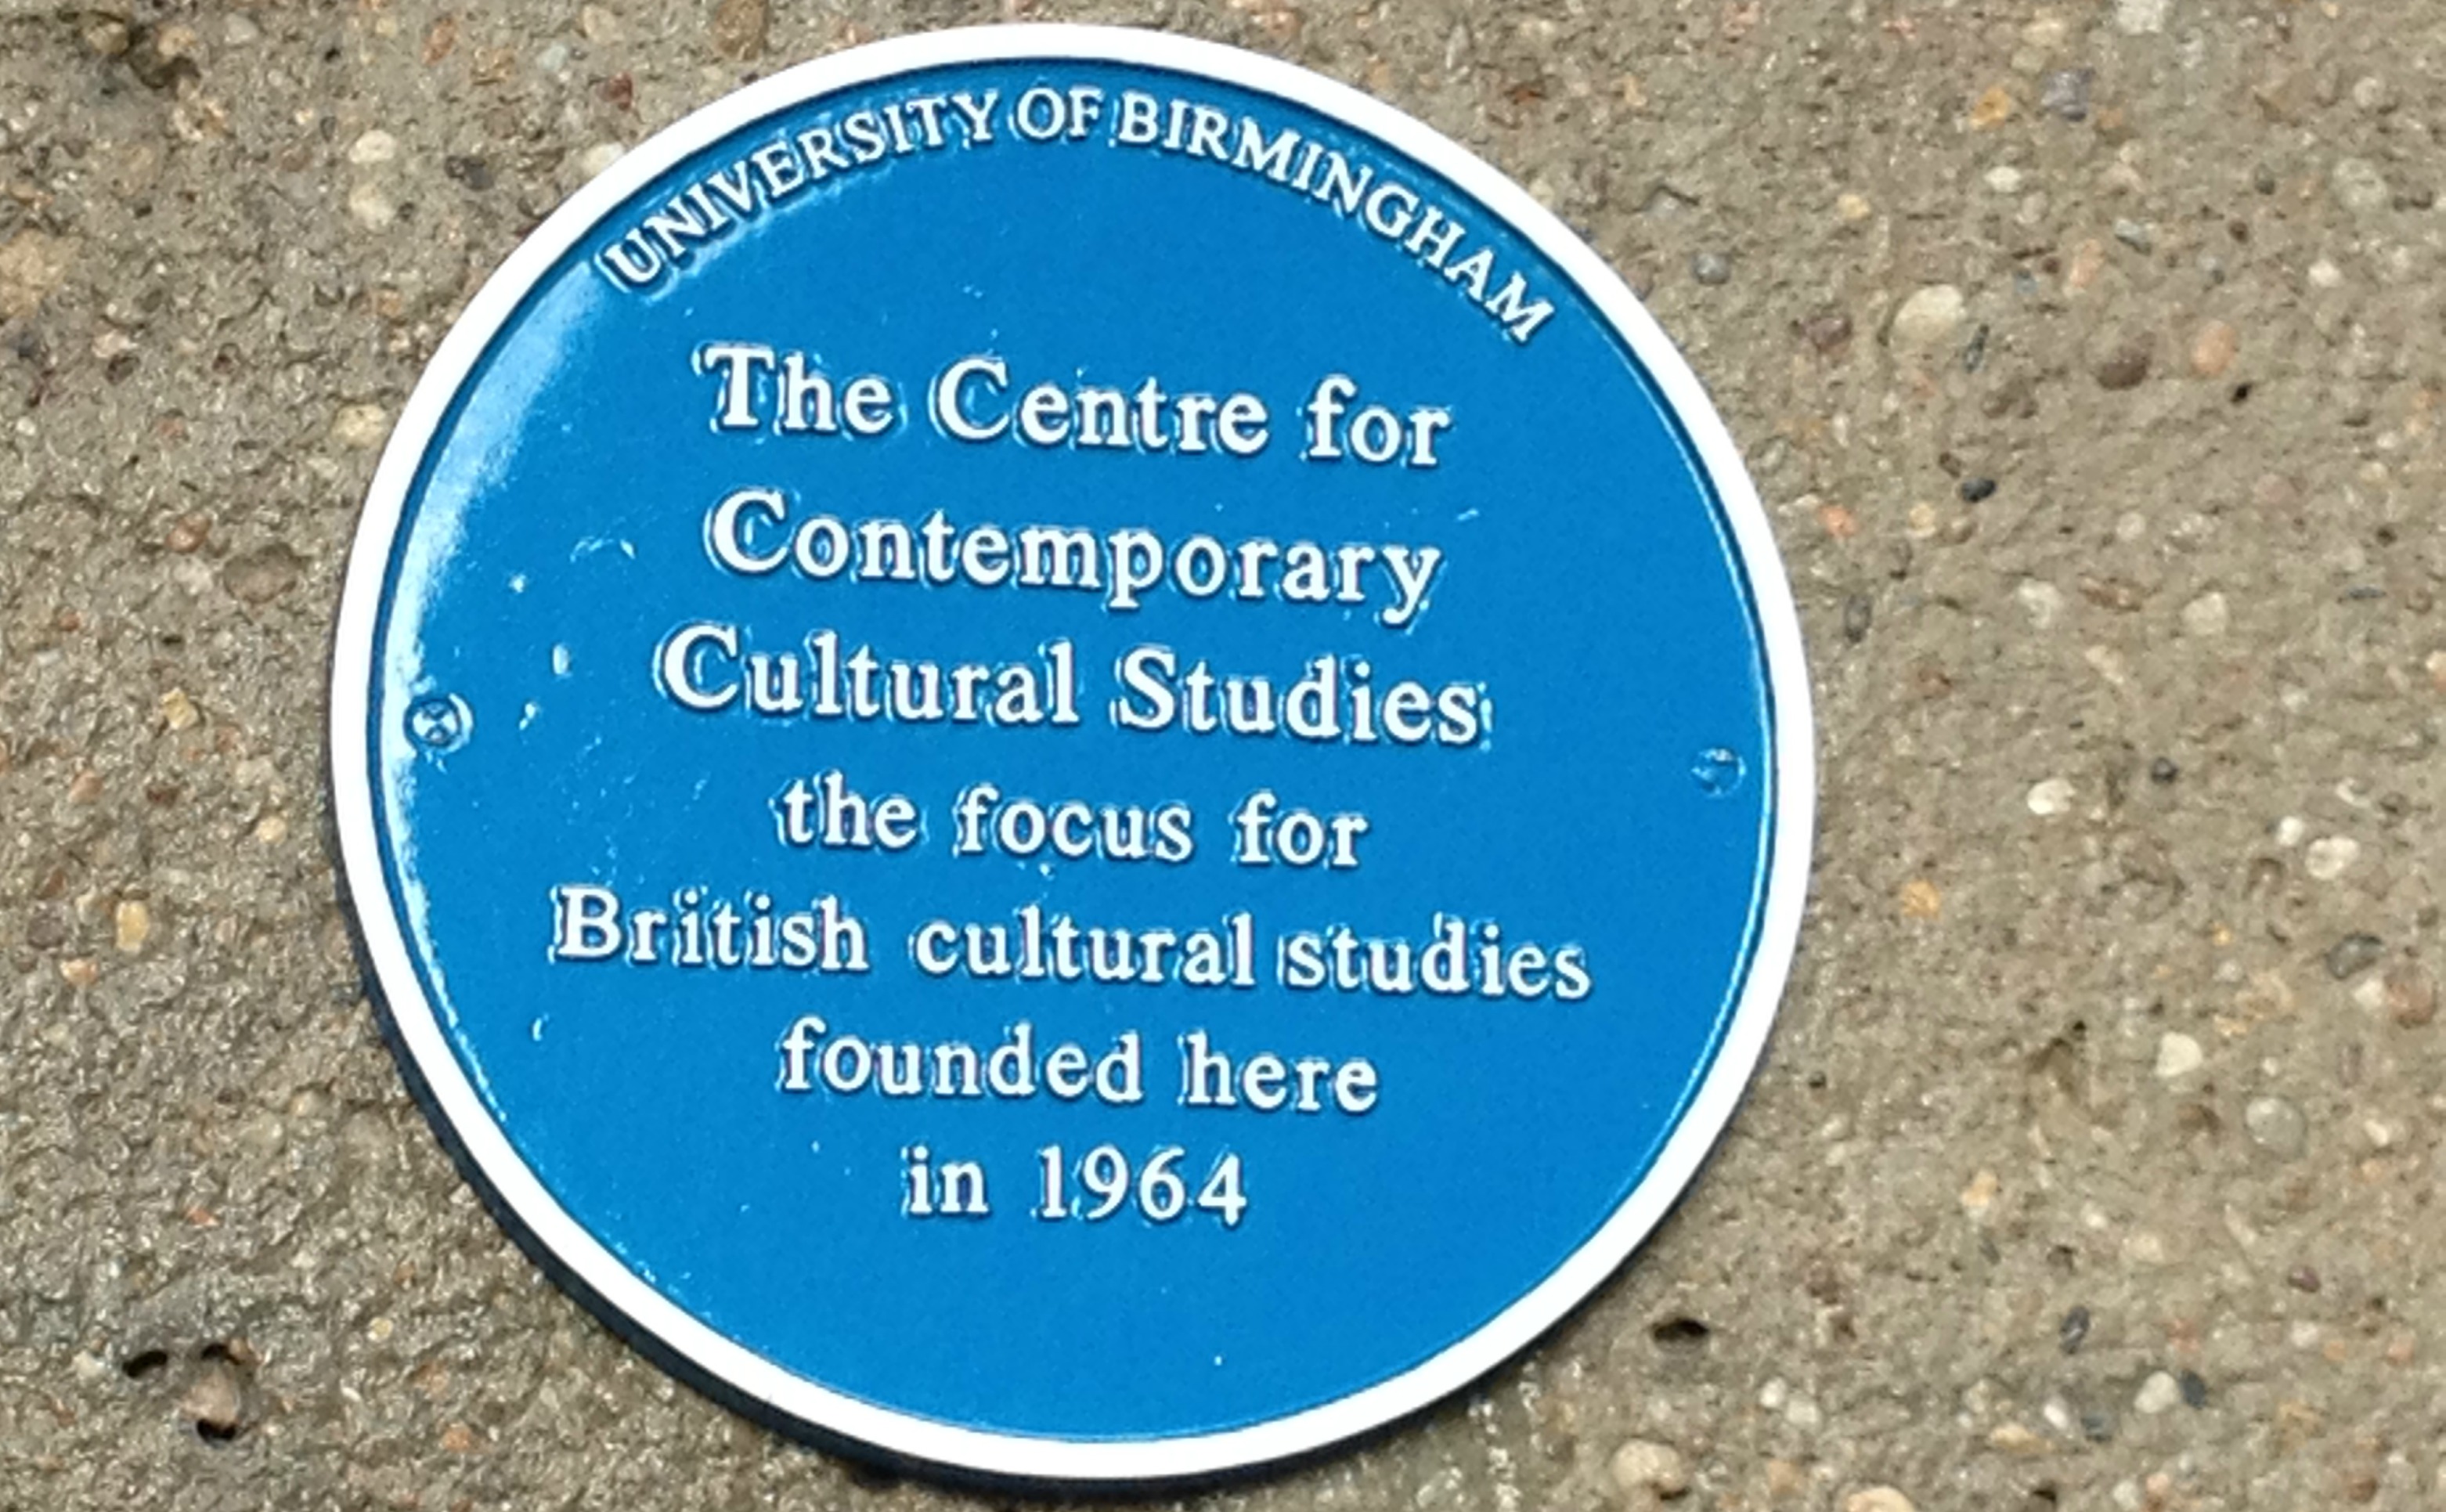 UNIVERSITY OF BIRMINGHAM
The Centre for
Contemporary
Cultural Studies
the focus for
British cultural studies
founded here
in 1964